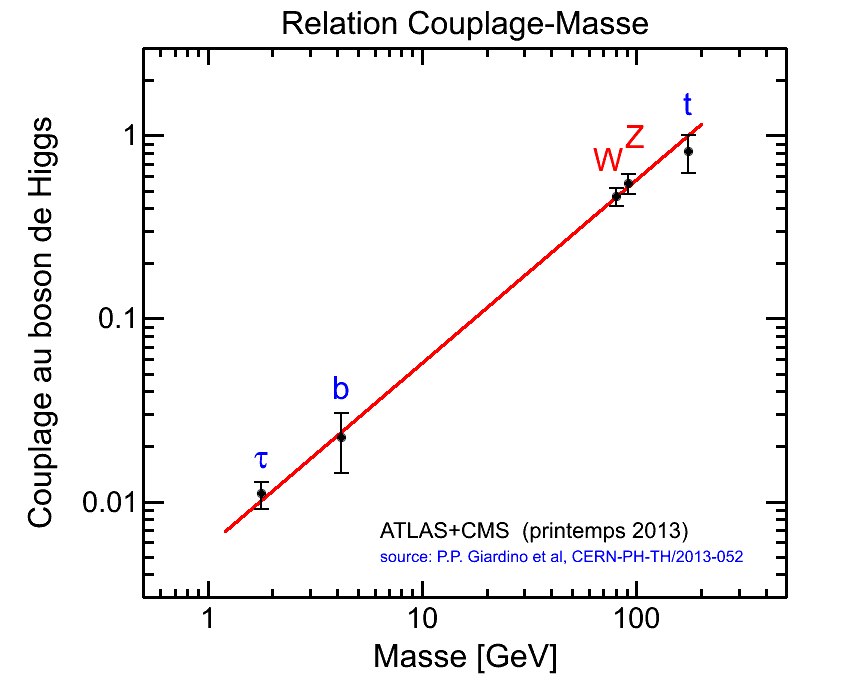 Relation Couplage-Masse
Couplage au boson de Higgs
1
0.1
0.01
t
W Z
b
τ
ATLAS+CMS (printemps 2013)
source: P.P. Giardino et al, CERN-PH-TH/2013-052
1 10 100
Masse [GeV]